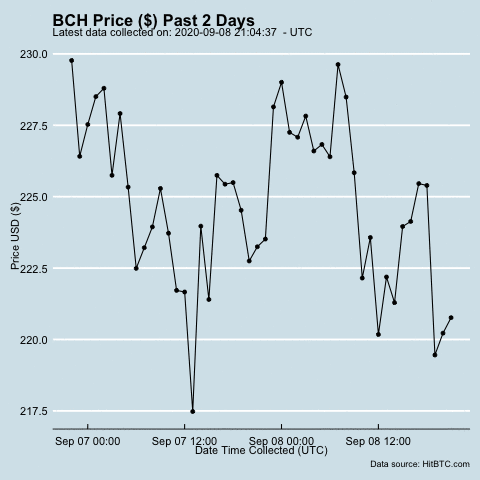 BCH Price ($) Past 2 Days
Latest data collected on: 2020-09-08 21:04:37  - UTC
230.0
227.5
225.0
222.5
220.0
217.5
Price USD ($)
Sep 07 00:00
Sep 07 12:00
Sep 08 00:00
Sep 08 12:00
Date Time Collected (UTC)
Data source: HitBTC.com